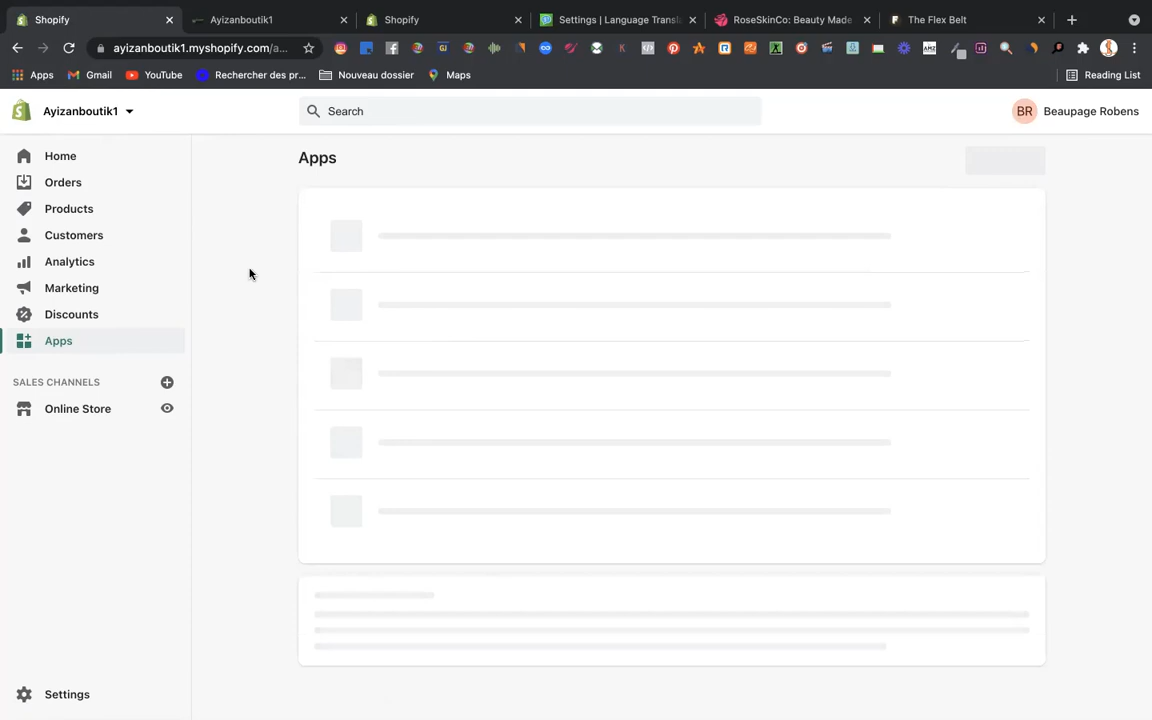 Shopify
Ayizanboutik1
Shopify
Settings | Language Transl
RoseSkinCo: Beauty Made
The Flex Belt
ayizanboutik1.myshopify.com/a...
Apps
Gmail
YouTube
Rechercher des pr...
Nouveau dossier
Maps
Reading List
Ayizanboutik1
Search
BR
Beaupage Robens
Home
Orders
Products
Customers
Analytics
Marketing
Discounts
Apps
SALES CHANNELS
Online Store
Settings
Apps